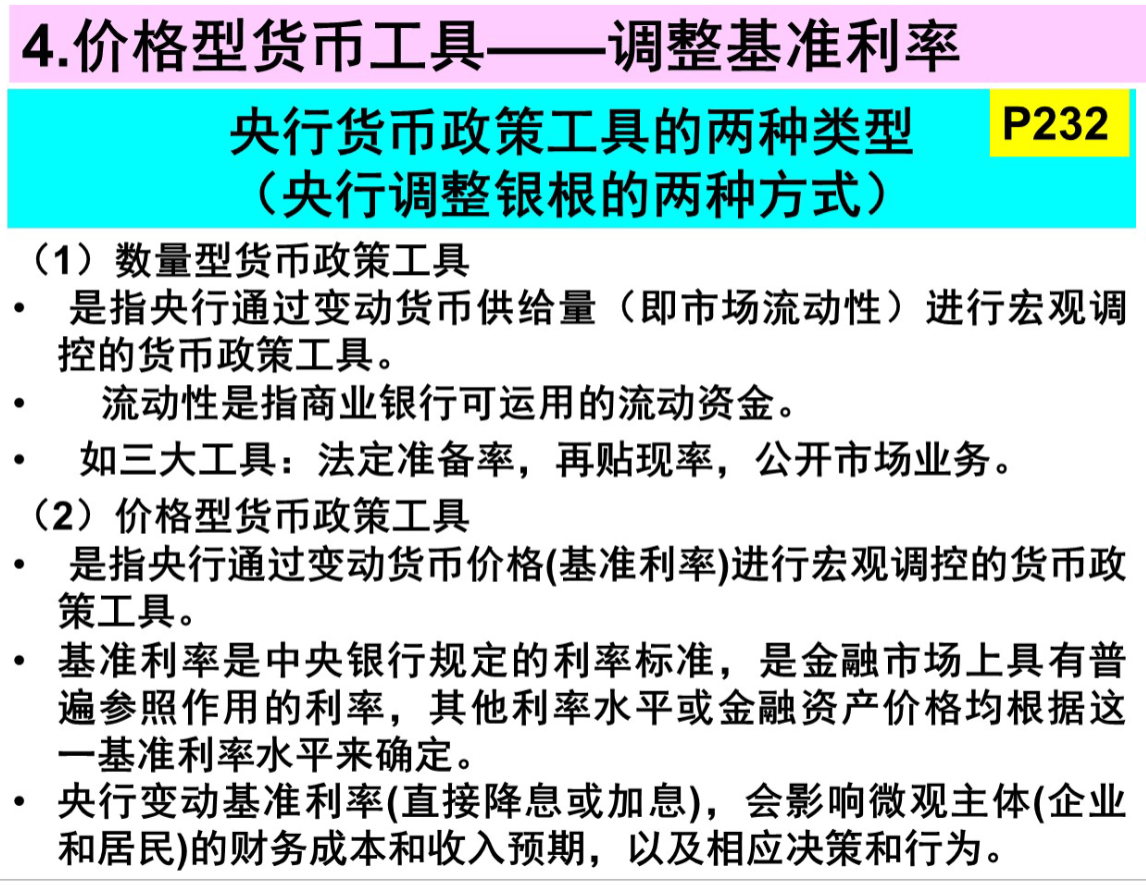 4.价格型货币工具——调整基准利率
央行货币政策工具的两种类型
P232
（央行调整银根的两种方式）
（1）数量型货币政策工具
• 是指央行通过变动货币供给量（即市场流动性）进行宏观调
控的货币政策工具。
• 流动性是指商业银行可运用的流动资金。
• 如三大工具：法定准备率，再贴现率，公开市场业务。
（2）价格型货币政策工具
• 是指央行通过变动货币价格(基准利率)进行宏观调控的货币政
策工具。
• 基准利率是中央银行规定的利率标准，是金融市场上具有普
遍参照作用的利率，其他利率水平或金融资产价格均根据这
一基准利率水平来确定。
• 央行变动基准利率(直接降息或加息)，会影响微观主体(企业
和居民)的财务成本和收入预期，以及相应决策和行为。